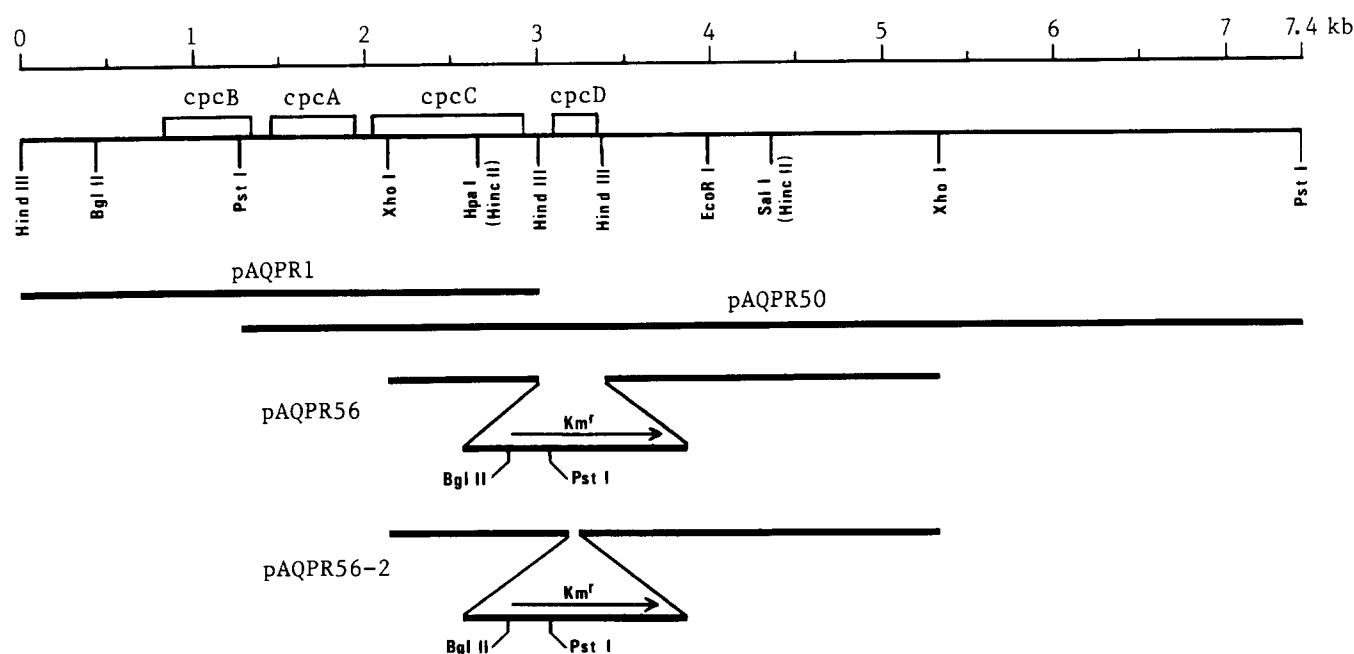 0 1 2 3 4 5 6 7 7.4 kb
cpcB cpcA cpcC cpcD
Hind III
Bgl II
Pst I
Xho I
Hpa I
(Hinc II)
Hind III
Hind III
EcoR I
Sal I
(Hinc II)
Xho I
Pst I
pAQPR1
pAQPR50
pAQPR56
Kmr
Bgl II Pst I
pAQPR56-2
Kmr
Bgl II Pst I